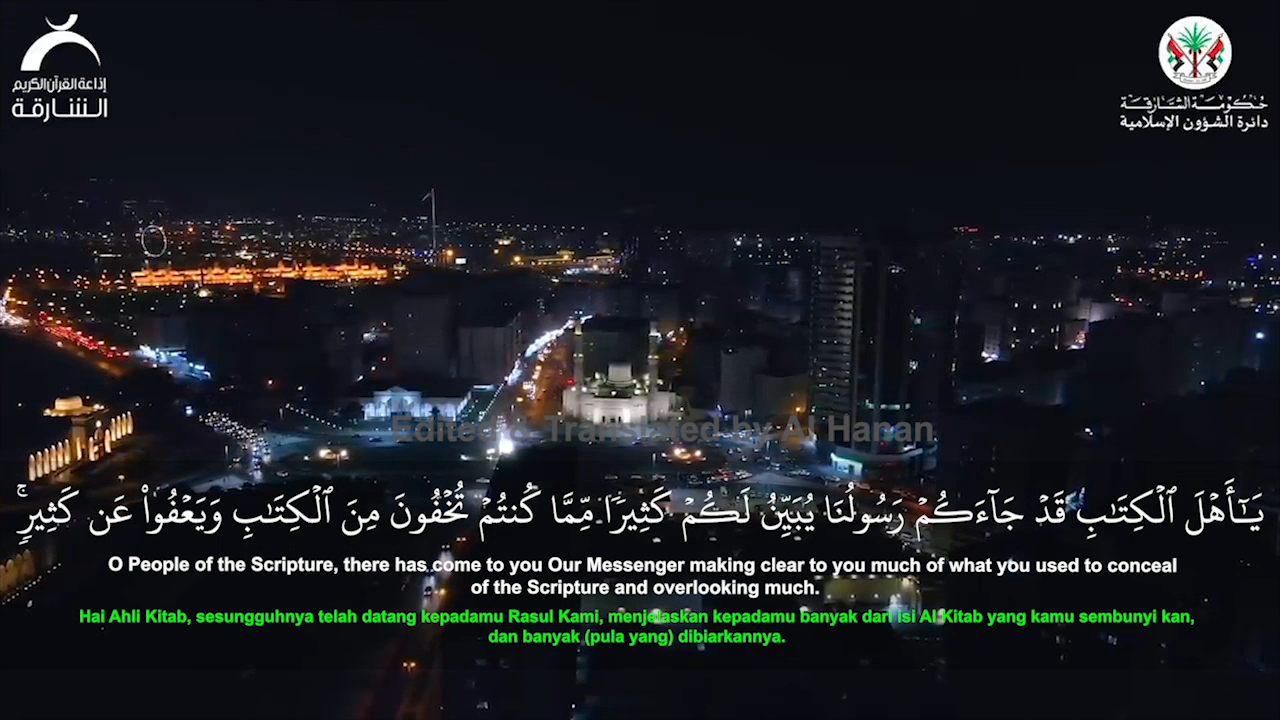 إذاعة القرآن الكريم
الشارقة
حكومة الشارقة
دائرة الشؤون الإسلامية
Edited & Translated by Al Hanan
يَـٰٓأَهْلَ ٱلْكِتَـٰبِ قَدْ جَآءَكُمْ رَسُولُنَا يُبَيِّنُ لَكُمْ كَثِيرًا مِّمَّا كُنتُمْ تُخْفُونَ مِنَ ٱلْكِتَـٰبِ وَيَعْفُوا۟ عَن كَثِيرٍ ۚ
O People of the Scripture, there has come to you Our Messenger making clear to you much of what you used to conceal
of the Scripture and overlooking much.
Hai Ahli Kitab, sesungguhnya telah datang kepadamu Rasul Kami, menjelaskan kepadamu banyak dari isi Al Kitab yang kamu sembunyi kan,
dan banyak (pula yang) dibiarkannya.